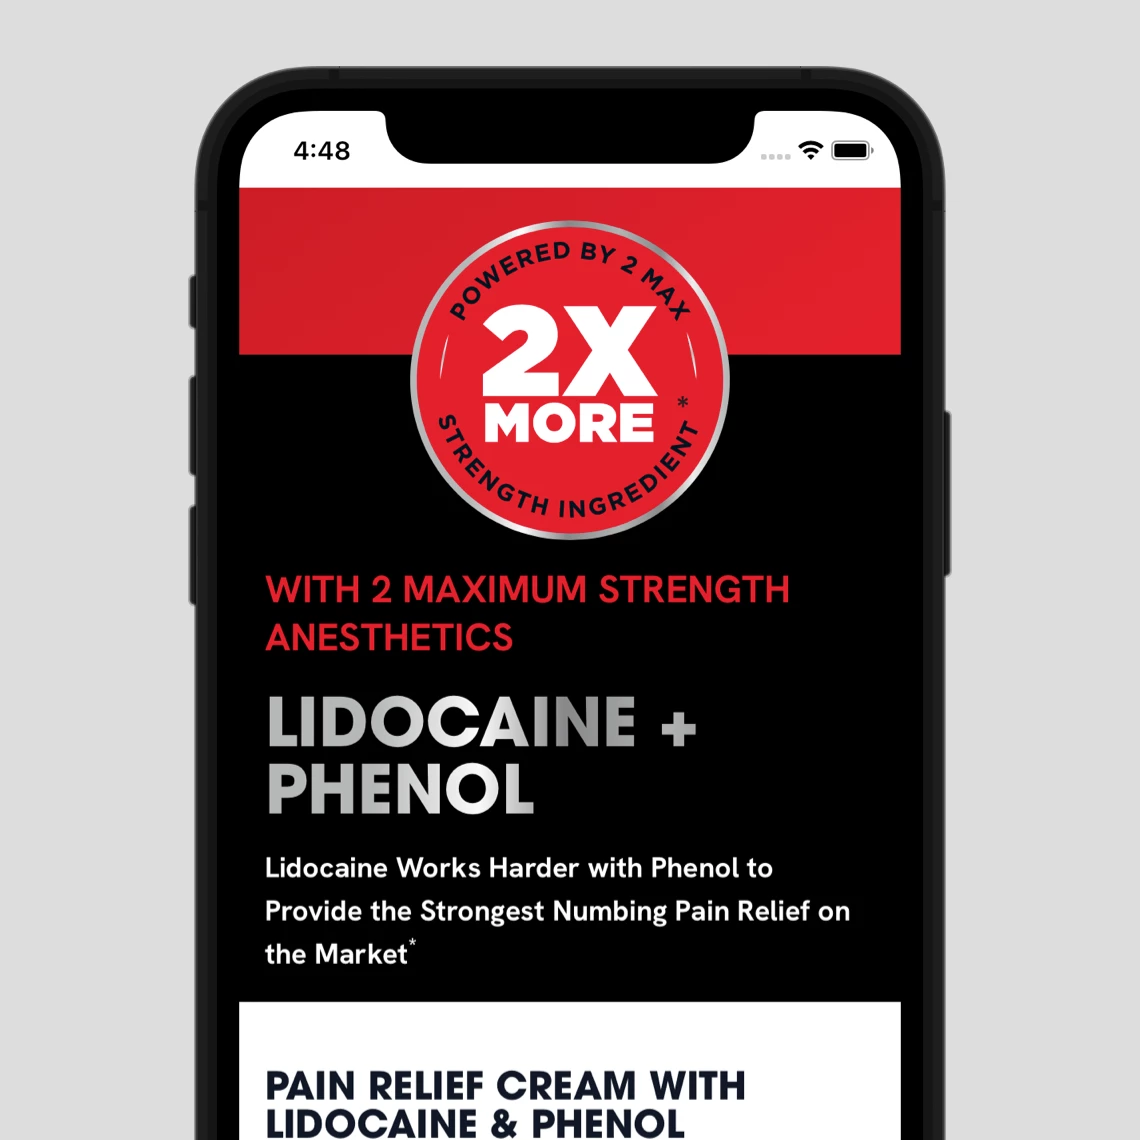 4:48
POWERED BY 2 MAX
2X
MORE
STRENGTH INGREDIENT *
WITH 2 MAXIMUM STRENGTH
ANESTHETICS
LIDOCAINE +
PHENOL
Lidocaine Works Harder with Phenol to
Provide the Strongest Numbing Pain Relief on
the Market*
PAIN RELIEF CREAM WITH
LIDOCAINE & PHENOL